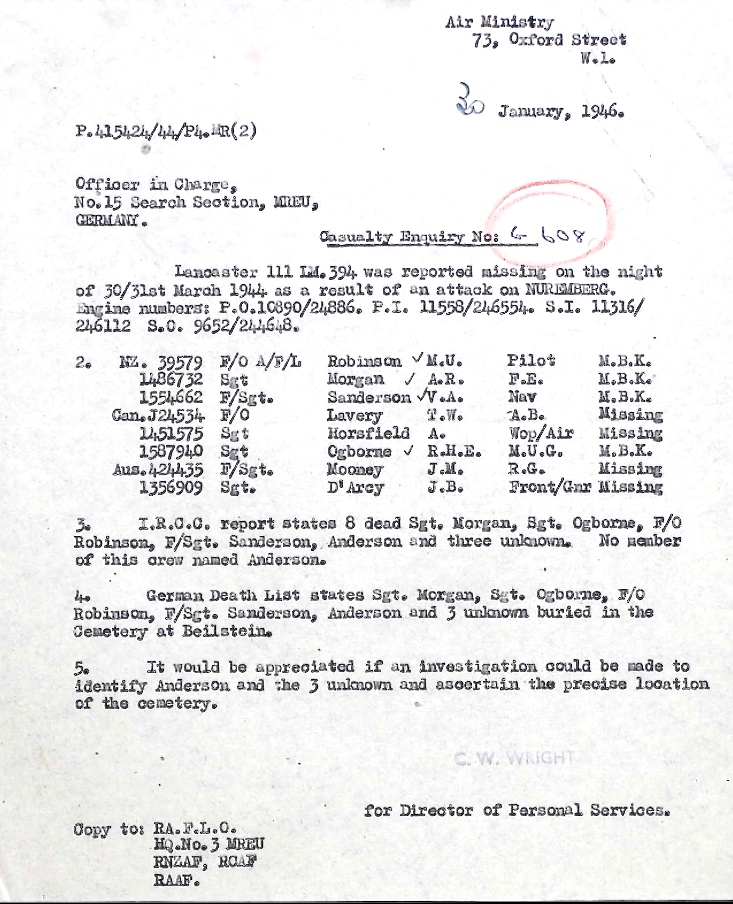 Air Ministry
73, Oxford Street
W.1.
30 January, 1946.
P.415424/44/P4.MR(2)
Officer in Charge,
No.15 Search Section, MREU,
GERMANY.
Casualty Enquiry No: G 608
Lancaster 111 LM.394 was reported missing on the night
of 30/31st March 1944 as a result of an attack on NUREMBERG.
Engine numbers: P.O.10890/24886. P.I. 11558/246554. S.I. 11316/
246112 S.O. 9652/244648.
2. NZ. 39579 F/O A/F/L Robinson ✓ M.U. Pilot M.B.K.
1486732 Sgt Morgan ✓ A.R. F.E. M.B.K.
1554662 F/Sgt. Sanderson ✓ V.A. Nav M.B.K.
Can.J24534 F/O Lavery T.W. A.B. Missing
1451575 Sgt Horsfield A. Wop/Air Missing
1587940 Sgt Ogborne ✓ R.H.E. M.U.G. M.B.K.
Aus.424435 F/Sgt. Mooney J.M. R.G. Missing
1356909 Sgt. D'Arcy J.B. Front/Gnr Missing
3. I.R.C.C. report states 8 dead Sgt. Morgan, Sgt. Ogborne, F/O
Robinson, F/Sgt. Sanderson, Anderson and three unknown. No member
of this crew named Anderson.
4. German Death List states Sgt. Morgan, Sgt. Ogborne, F/O
Robinson, F/Sgt. Sanderson, Anderson and 3 unknown buried in the
Cemetery at Beilstein.
5. It would be appreciated if an investigation could be made to
identify Anderson and the 3 unknown and ascertain the precise location
of the cemetery.
C. W. WRIGHT
for Director of Personal Services.
Copy to: RA.F.L.O.
HQ.No.3 MREU
RNZAF, RCAF
RAAF.